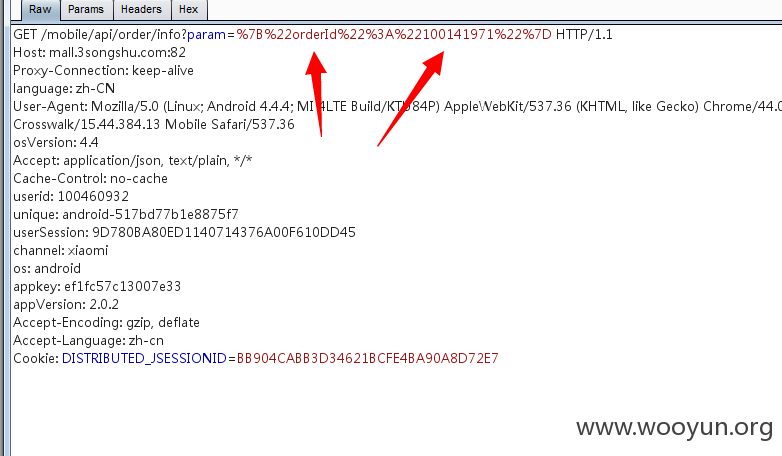 Raw Params Headers Hex
GET /mobile/api/order/info?param=%7B%22orderId%22%3A%22100141971%22%7D HTTP/1.1
Host: mall.3songshu.com:82
Proxy-Connection: keep-alive
language: zh-CN
User-Agent: Mozilla/5.0 (Linux; Android 4.4.4; MI 4LTE Build/KTU84P) AppleWebKit/537.36 (KHTML, like Gecko) Chrome/44.0
Crosswalk/15.44.384.13 Mobile Safari/537.36
osVersion: 4.4
Accept: application/json, text/plain, */*
Cache-Control: no-cache
userid: 100460932
unique: android-517bd77b1e8875f7
userSession: 9D780BA80ED1140714376A00F610DD45
channel: xiaomi
os: android
appkey: ef1fc57c13007e33
appVersion: 2.0.2
Accept-Encoding: gzip, deflate
Accept-Language: zh-cn
Cookie: DISTRIBUTED_JSESSIONID=BB904CABB3D34621BCFE4BA90A8D72E7
www.wooyun.org